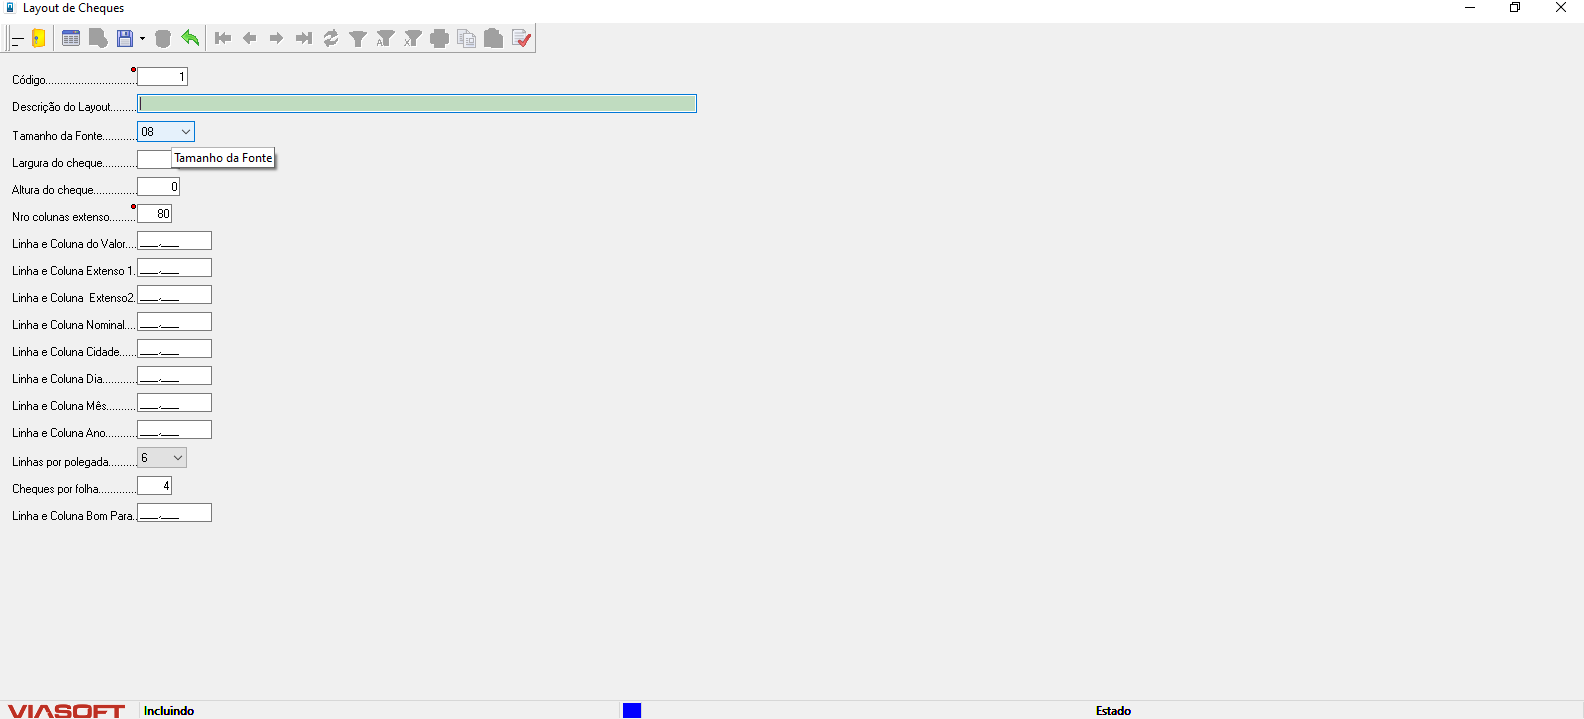 Layout de Cheques
Código............................... 1
Descrição do Layout.........
Tamanho da Fonte............ 08
Largura do cheque............ Tamanho da Fonte
Altura do cheque............... 0
Nro colunas extenso......... 80
Linha e Coluna do Valor.... ___.___
Linha e Coluna Extenso 1. ___.___
Linha e Coluna  Extenso2. ___.___
Linha e Coluna Nominal.... ___.___
Linha e Coluna Cidade...... ___.___
Linha e Coluna Dia............ ___.___
Linha e Coluna Mês.......... ___.___
Linha e Coluna Ano........... ___.___
Linhas por polegada.......... 6
Cheques por folha............. 4
Linha e Coluna Bom Para.. ___.___
VIASOFT Incluindo Estado